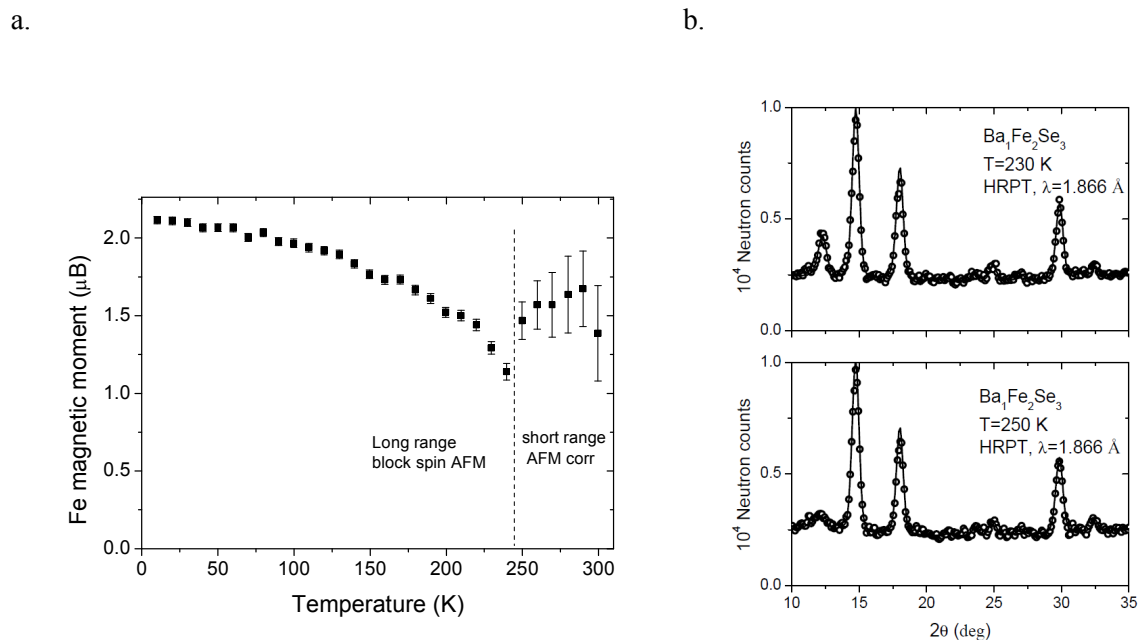 a.
b.
Fe magnetic moment (μB)
2.0
1.5
1.0
0.5
0.0
Long range
block spin AFM
short range
AFM corr
0 50 100 150 200 250 300
Temperature (K)
10⁴ Neutron counts
1.0
0.5
0.0
Ba₁Fe₂Se₃
T=230 K
HRPT, λ=1.866 Å
10⁴ Neutron counts
1.0
0.5
0.0
Ba₁Fe₂Se₃
T=250 K
HRPT, λ=1.866 Å
10 15 20 25 30 35
2θ (deg)